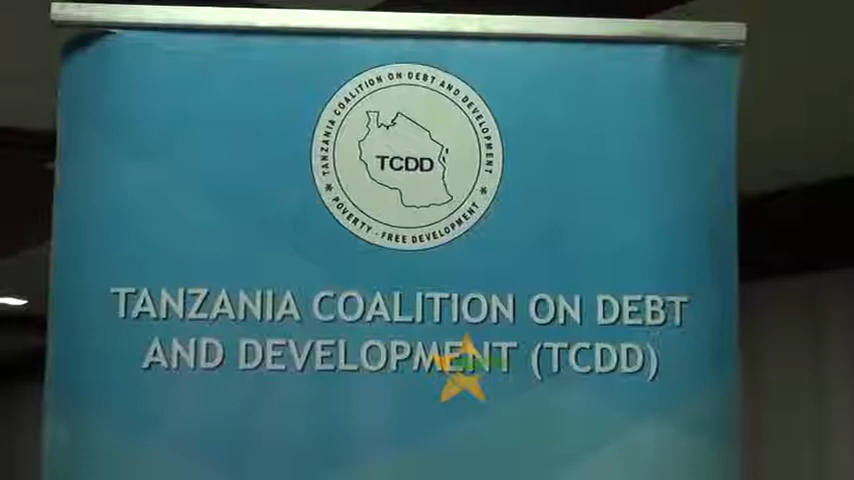 TANZANIA COALITION ON DEBT AND DEVELOPMENT
TCDD
POVERTY - FREE DEVELOPMENT
TANZANIA COALITION ON DEBT
AND DEVELOPMENT (TCDD)